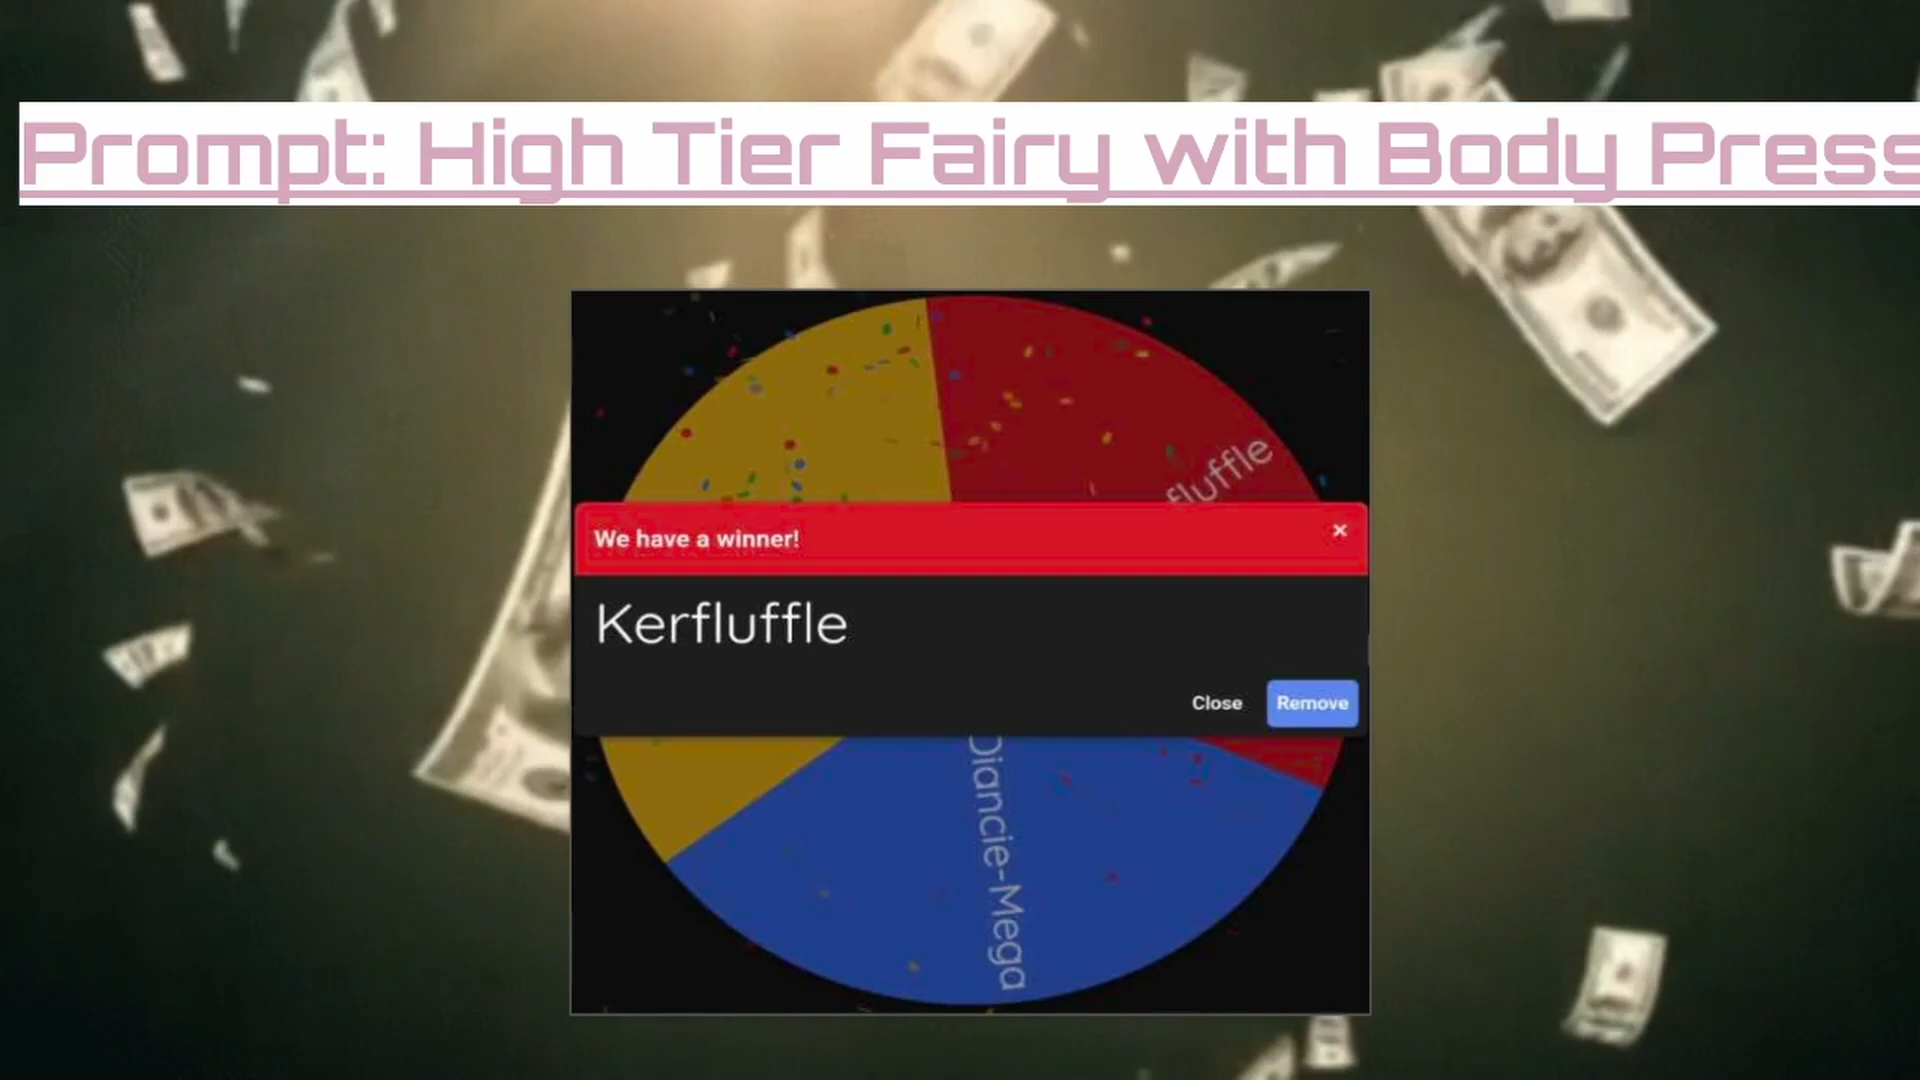 Prompt: High Tier Fairy with Body Press
fluffle
We have a winner!
×
Kerfluffle
Close Remove
Diancie-Mega